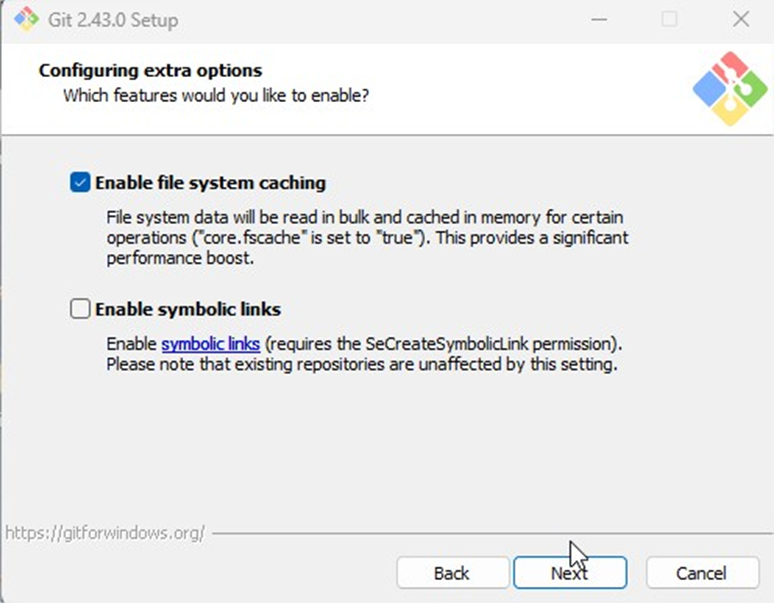 Git 2.43.0 Setup
Configuring extra options
Which features would you like to enable?
Enable file system caching
File system data will be read in bulk and cached in memory for certain
operations ("core.fscache" is set to "true"). This provides a significant
performance boost.
Enable symbolic links
Enable symbolic links (requires the SeCreateSymbolicLink permission).
Please note that existing repositories are unaffected by this setting.
https://gitforwindows.org/
Back
Next
Cancel